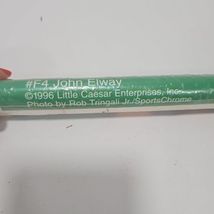 #F4 John Elway
©1996 Little Caesar Enterprises, Inc.
Photo by Rob Tringali Jr./SportsChrome